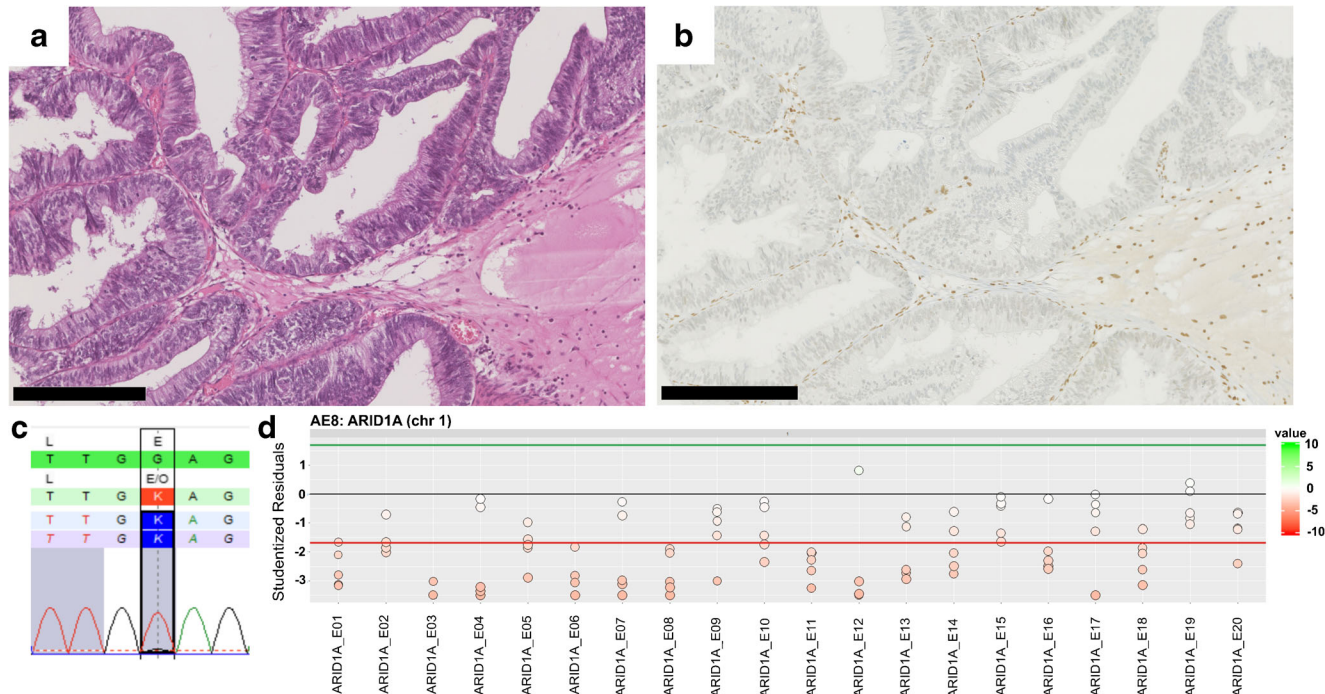 a
b
c
L E
T T G G A G
L E/O
T T G K A G
T T G K A G
T T G K A G
d
AE8: ARID1A (chr 1)
Studentized Residuals
1
0
-1
-2
-3
ARID1A_E01
ARID1A_E02
ARID1A_E03
ARID1A_E04
ARID1A_E05
ARID1A_E06
ARID1A_E07
ARID1A_E08
ARID1A_E09
ARID1A_E10
ARID1A_E11
ARID1A_E12
ARID1A_E13
ARID1A_E14
ARID1A_E15
ARID1A_E16
ARID1A_E17
ARID1A_E18
ARID1A_E19
ARID1A_E20
value
10
5
0
-5
-10